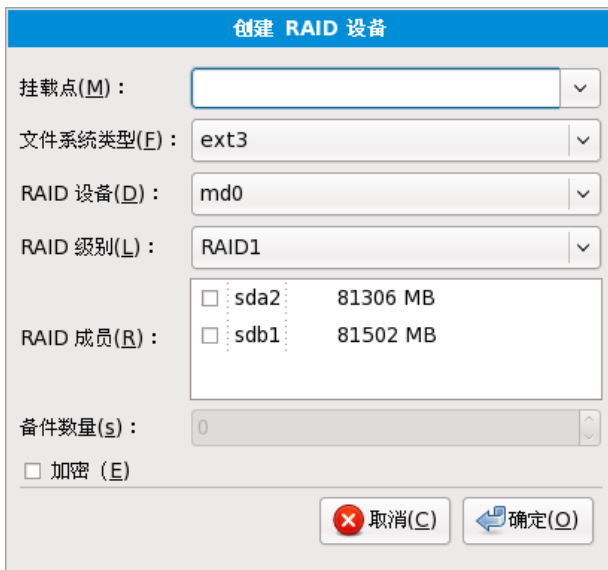 创建 RAID 设备
挂载点(M)：
文件系统类型(F)： ext3
RAID 设备(D)： md0
RAID 级别(L)： RAID1
sda2 81306 MB
RAID 成员(R)： sdb1 81502 MB
备件数量(s)： 0
加密（E)
取消(C) 确定(O)